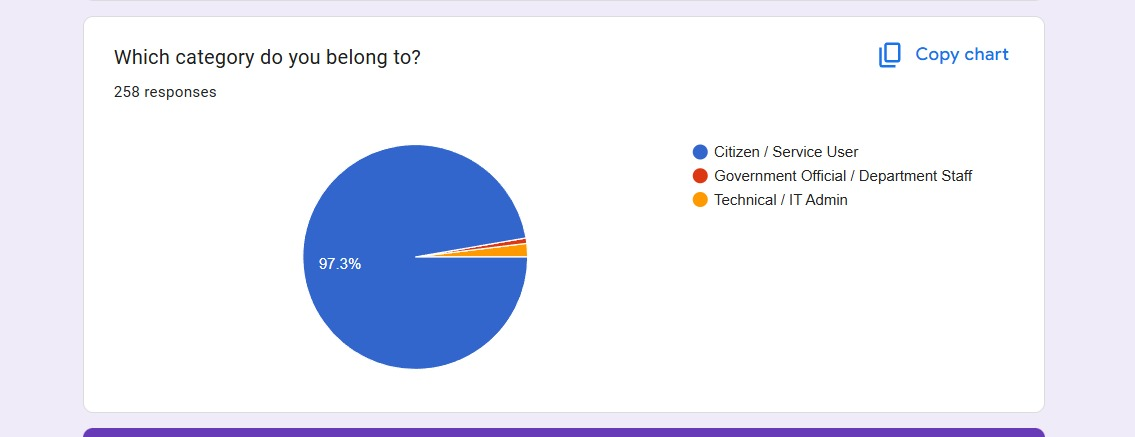 Which category do you belong to?
Copy chart
258 responses
Citizen / Service User
Government Official / Department Staff
Technical / IT Admin
97.3%